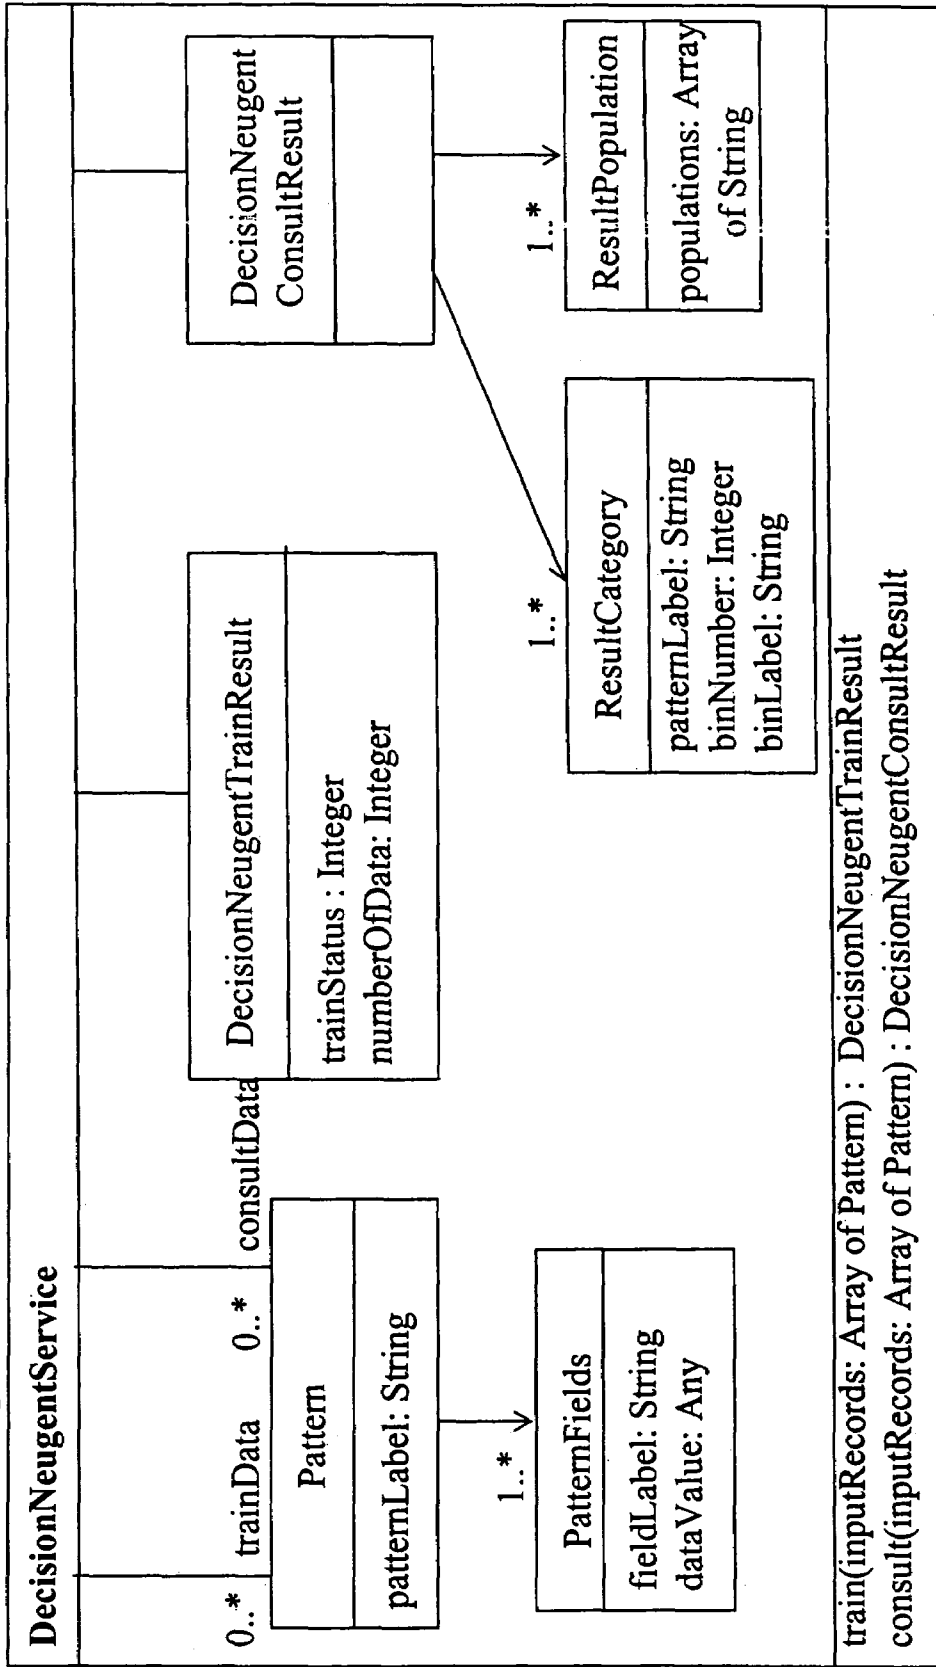 DecisionNeugentService
0..*
trainData
0..*
consultData
Pattern
patternLabel: String
1..*
PatternFields
fieldLabel: String
dataValue: Any
DecisionNeugentTrainResult
trainStatus : Integer
numberOfData: Integer
DecisionNeugent
ConsultResult
1..*
ResultCategory
patternLabel: String
binNumber: Integer
binLabel: String
1..*
ResultPopulation
populations: Array
of String
train(inputRecords: Array of Pattern) : DecisionNeugentTrainResult
consult(inputRecords: Array of Pattern) : DecisionNeugentConsultResult